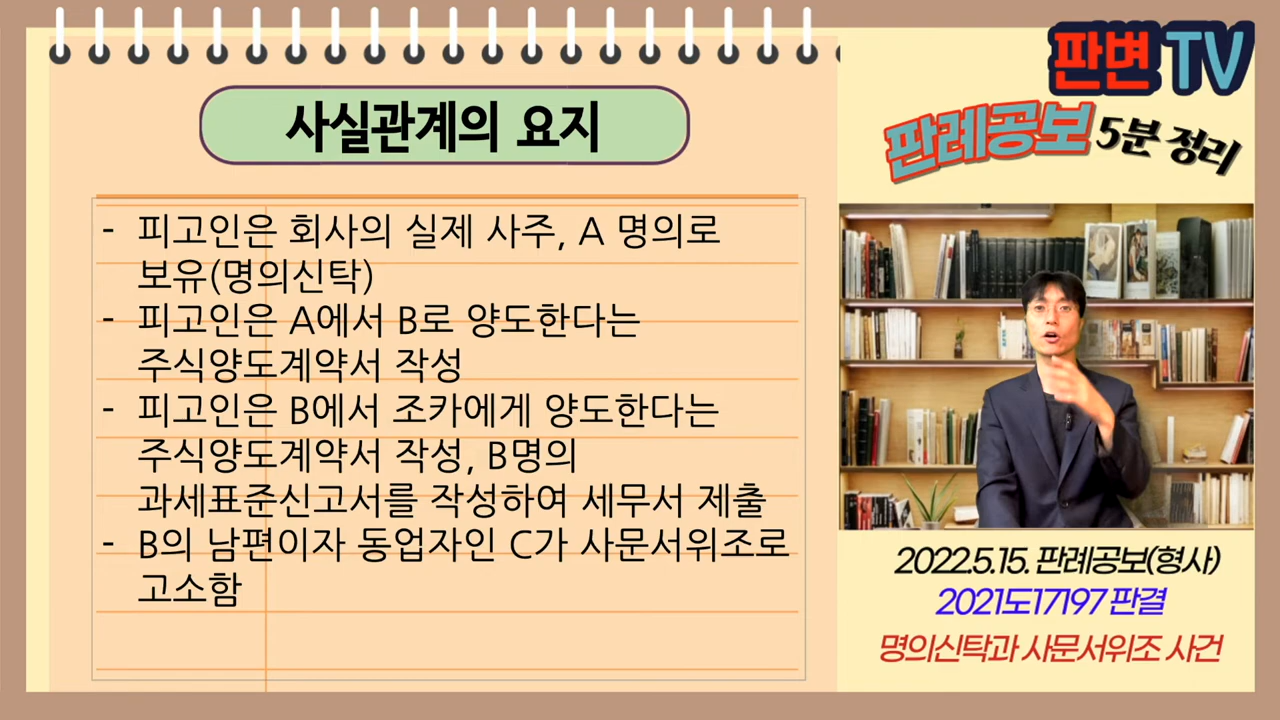 사실관계의 요지
- 피고인은 회사의 실제 사주, A 명의로
보유(명의신탁)
- 피고인은 A에서 B로 양도한다는
주식양도계약서 작성
- 피고인은 B에서 조카에게 양도한다는
주식양도계약서 작성, B명의
과세표준신고서를 작성하여 세무서 제출
- B의 남편이자 동업자인 C가 사문서위조로
고소함
판변 TV
판례공보 5분 정리
2022.5.15. 판례공보(형사)
2021도17197 판결
명의신탁과 사문서위조 사건